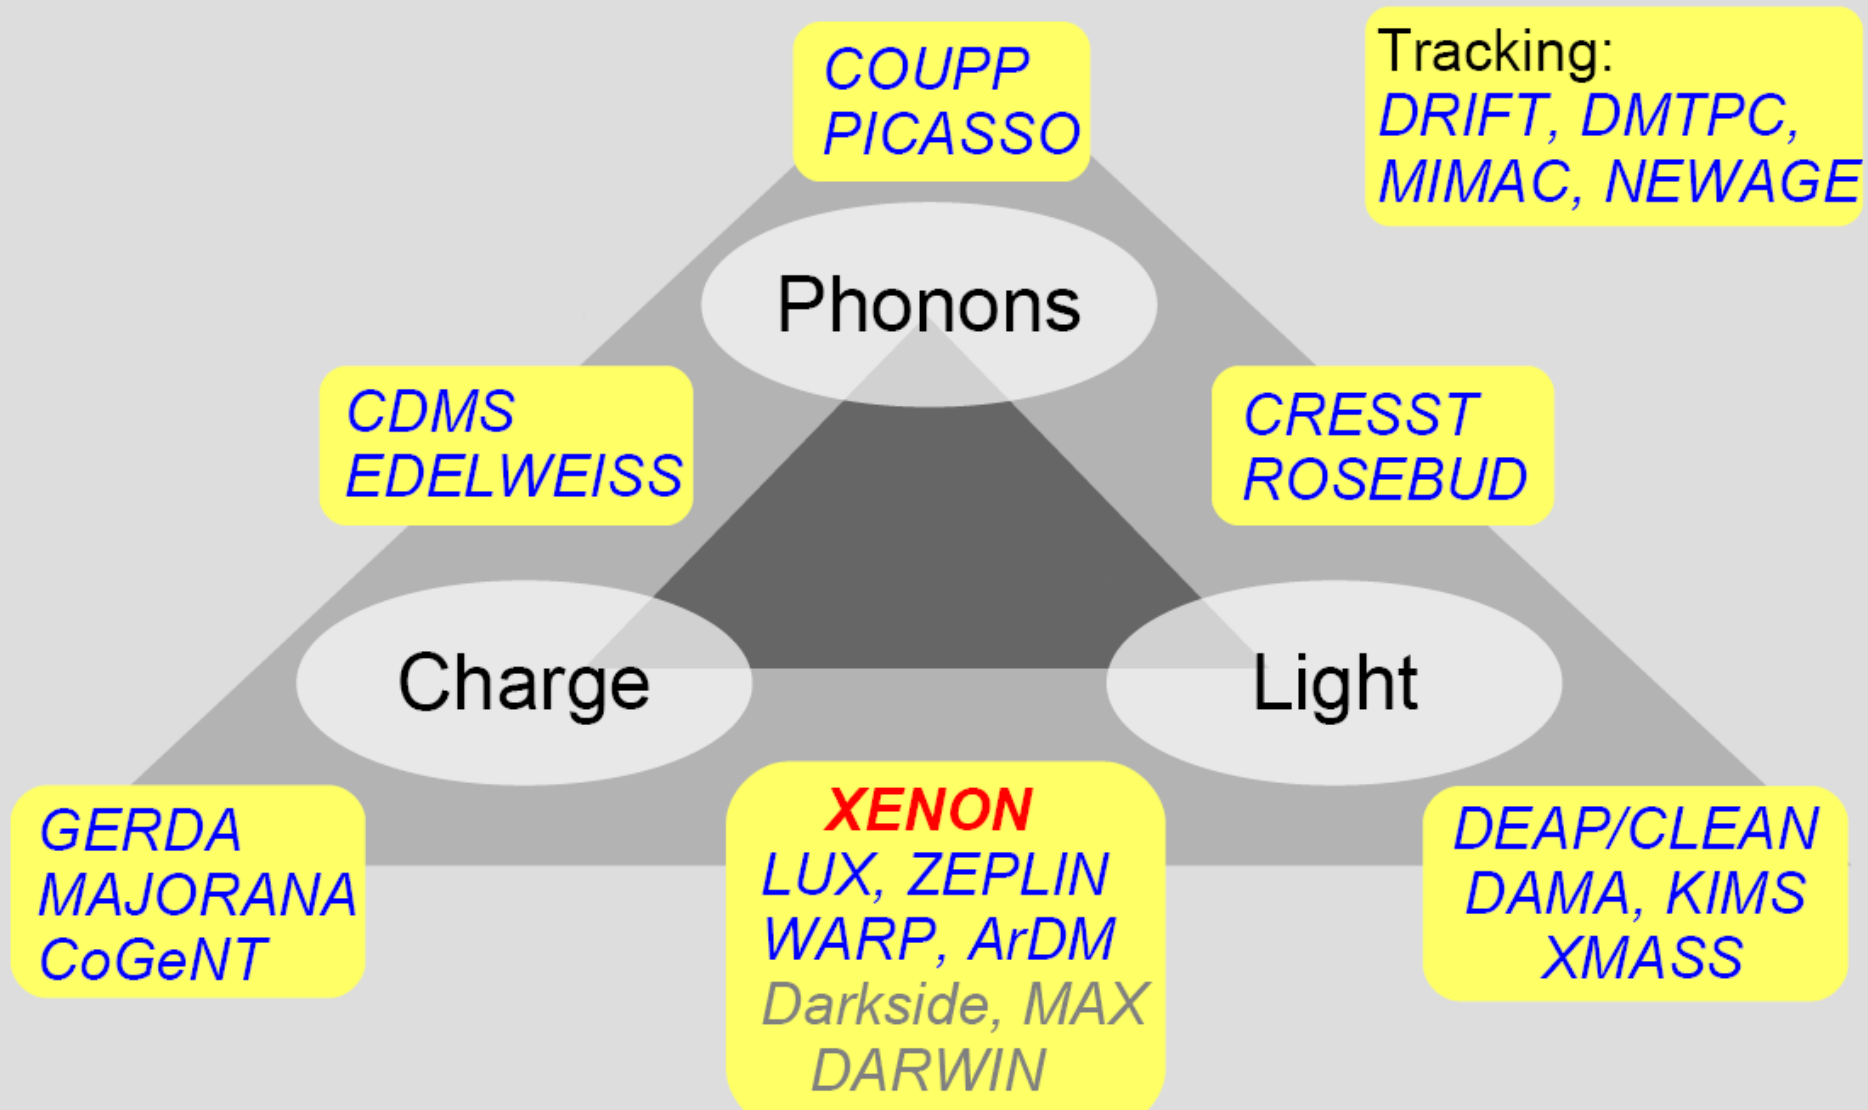 COUPP
PICASSO
Tracking:
DRIFT, DMTPC,
MIMAC, NEWAGE
Phonons
CDMS
EDELWEISS
CRESST
ROSEBUD
Charge
Light
GERDA
MAJORANA
CoGeNT
XENON
LUX, ZEPLIN
WARP, ArDM
Darkside, MAX
DARWIN
DEAP/CLEAN
DAMA, KIMS
XMASS